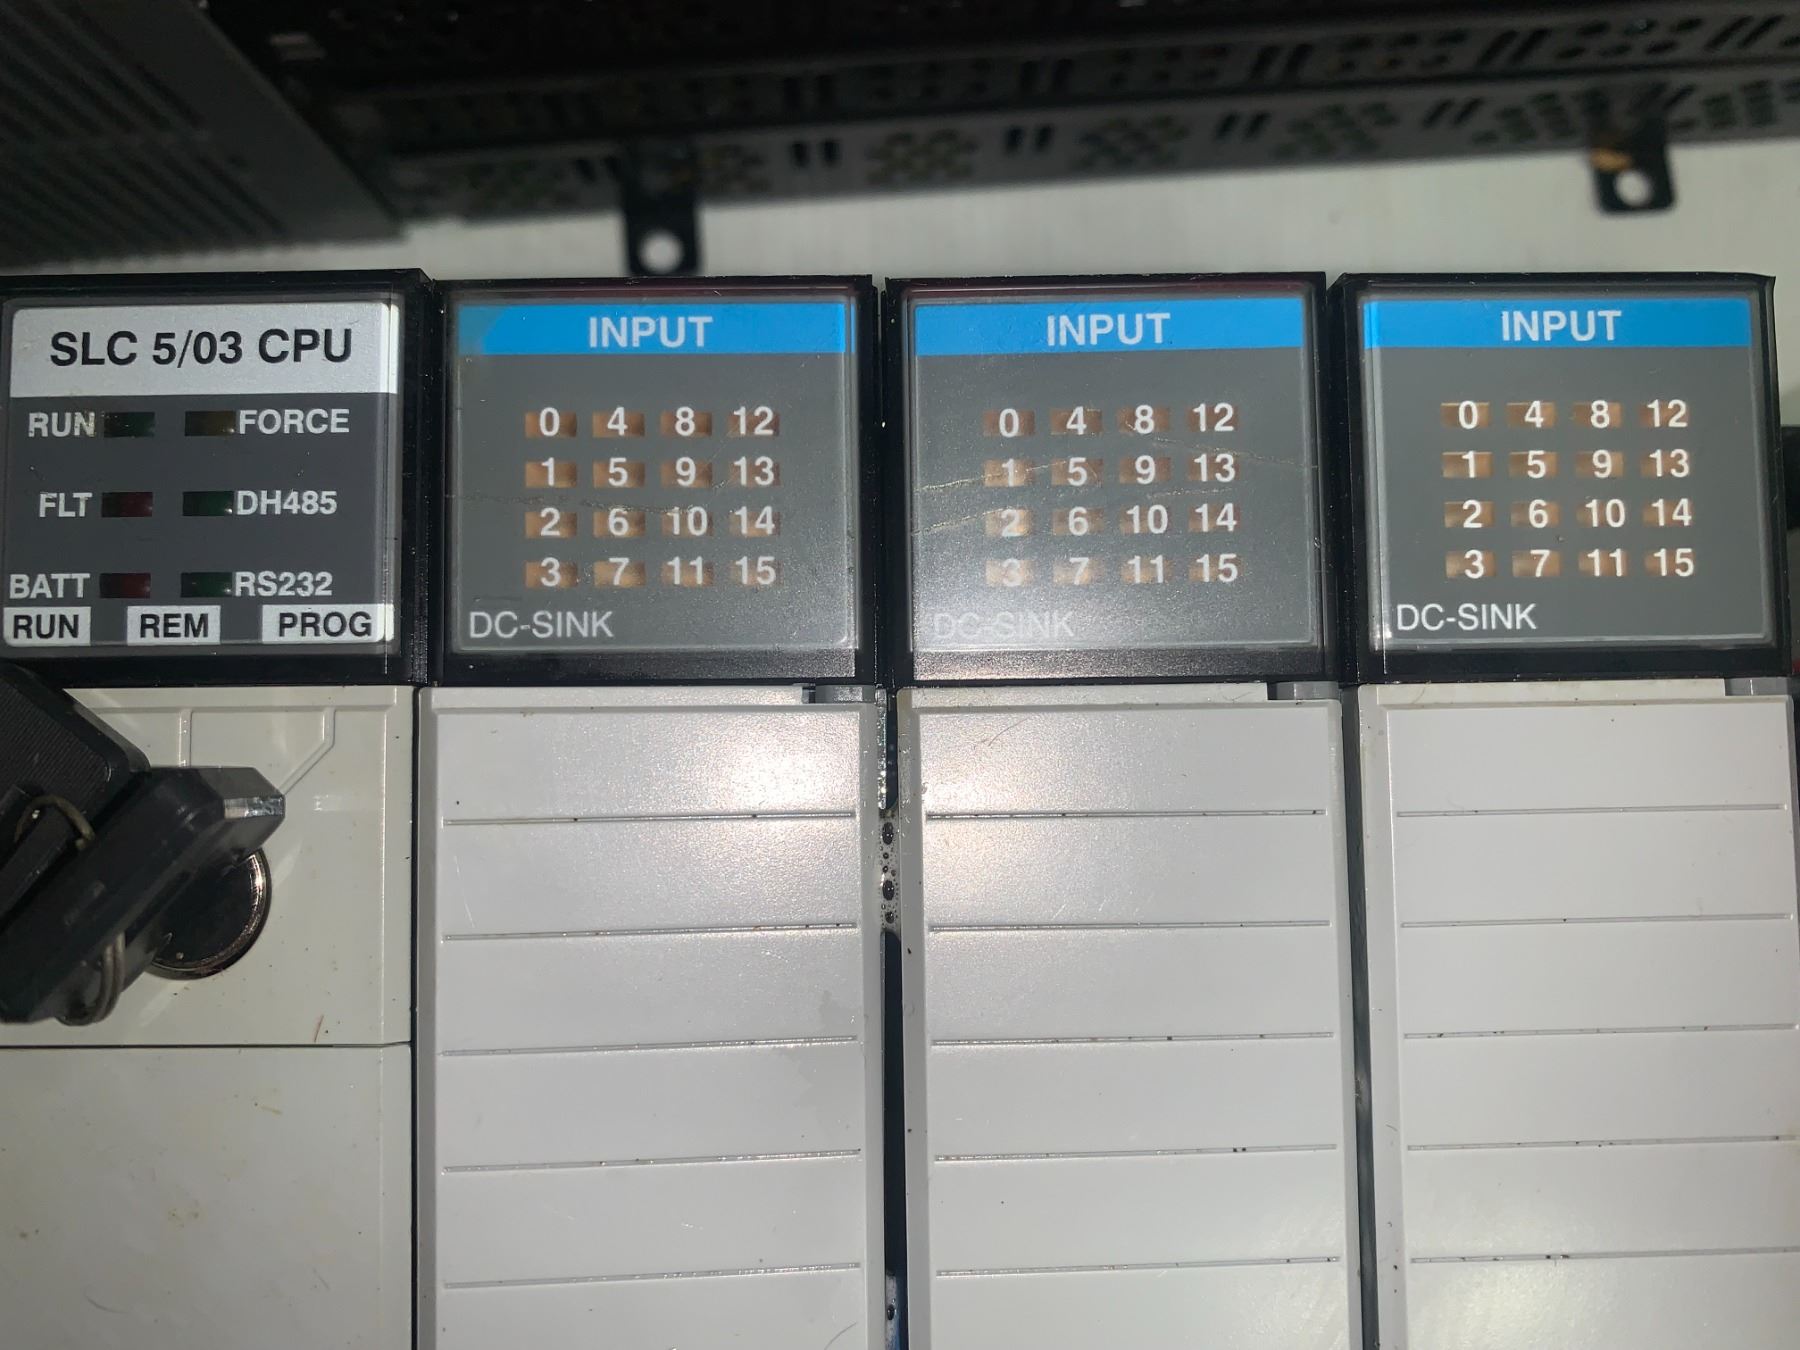 SLC 5/03 CPU
RUN FORCE
FLT DH485
BATT RS232
RUN REM PROG
INPUT
0 4 8 12
1 5 9 13
2 6 10 14
3 7 11 15
DC-SINK
INPUT
0 4 8 12
1 5 9 13
2 6 10 14
3 7 11 15
DC-SINK
INPUT
0 4 8 12
1 5 9 13
2 6 10 14
3 7 11 15
DC-SINK